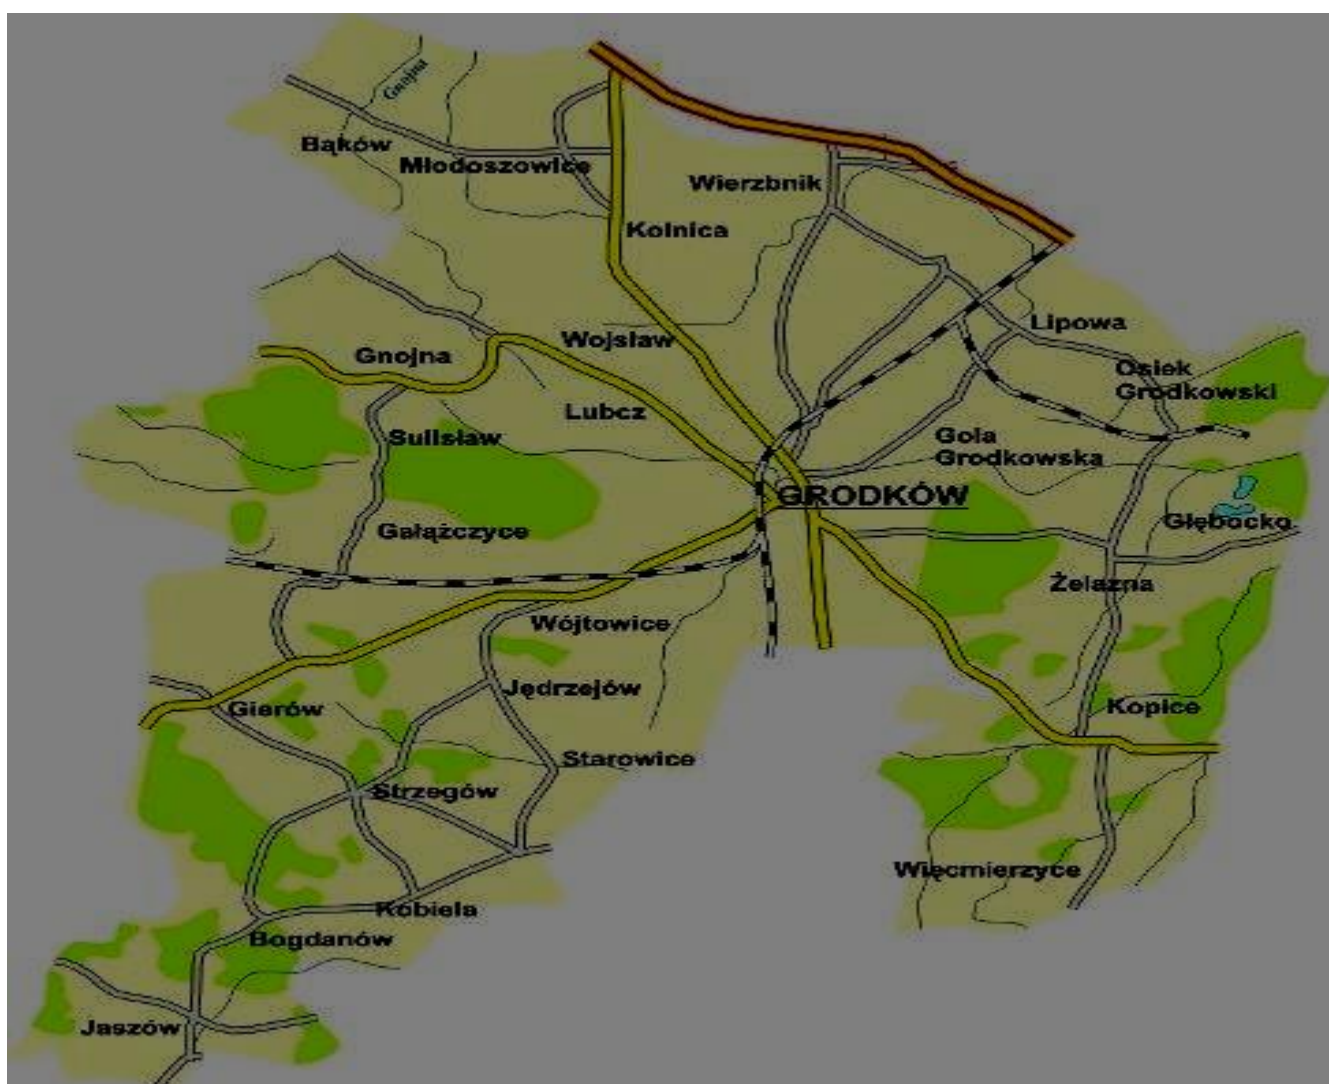 Gnojna
Bąków
Młodoszowice
Wierzbnik
Kolnica
Lipowa
Wojsław
Gnojna
Osiek
Grodkowski
Lubcz
Sulisław
Gola
Grodkowska
GRODKÓW
Głębocko
Gałążczyce
Żelazna
Wójtowice
Jędrzejów
Kopice
Gierów
Starowice
Strzegów
Więcmierzyce
Kobiela
Bogdanów
Jaszów